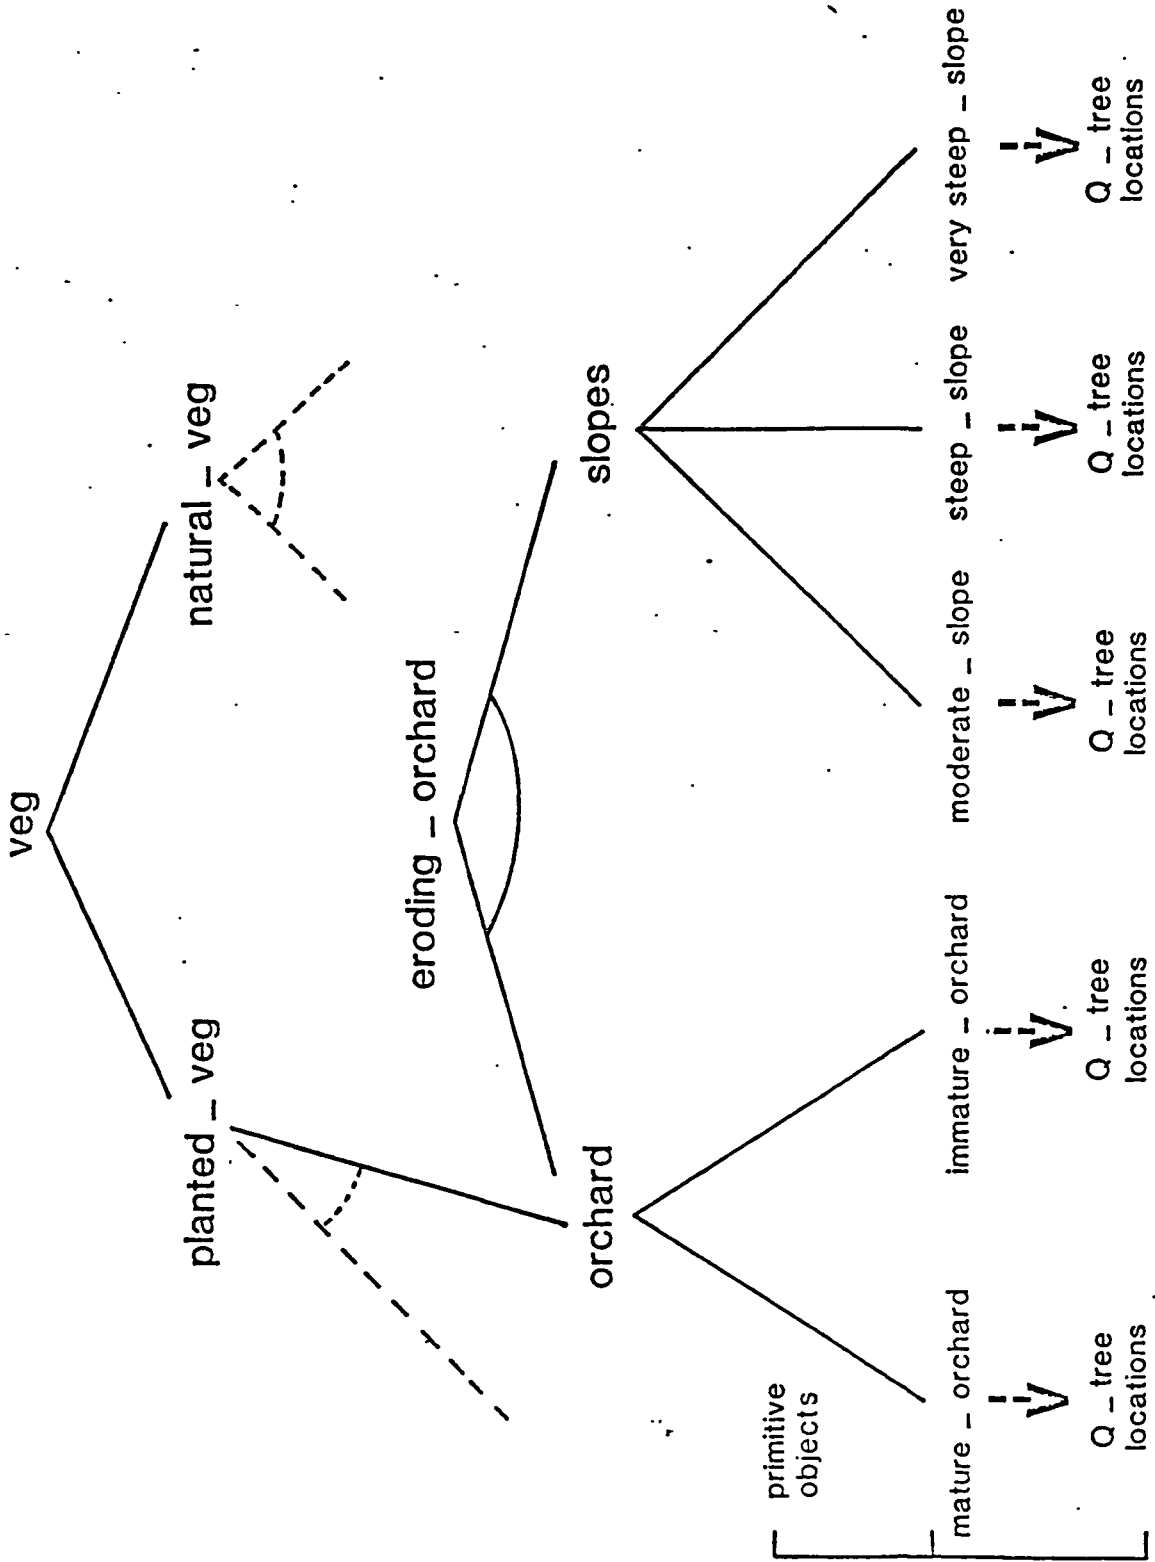 veg
planted – veg
natural – veg
eroding – orchard
orchard
slopes
primitive
objects
mature – orchard
immature – orchard
moderate – slope
steep – slope
very steep – slope
Q – tree
locations
Q – tree
locations
Q – tree
locations
Q – tree
locations
Q – tree
locations